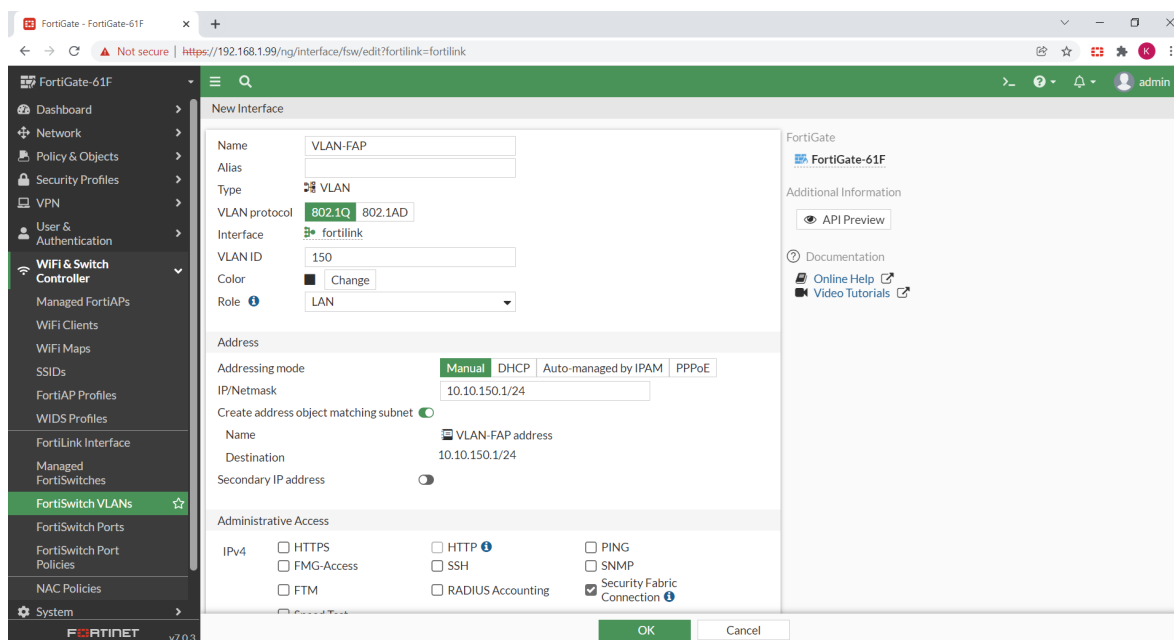 FortiGate - FortiGate-61F
Not secure | https://192.168.1.99/ng/interface/fsw/edit?fortilink=fortilink
K
FortiGate-61F
admin
Dashboard
Network
Policy & Objects
Security Profiles
VPN
User &
Authentication
WiFi & Switch
Controller
Managed FortiAPs
WiFi Clients
WiFi Maps
SSIDs
FortiAP Profiles
WIDS Profiles
FortiLink Interface
Managed
FortiSwitches
FortiSwitch VLANs
FortiSwitch Ports
FortiSwitch Port
Policies
NAC Policies
System
FORTINET v7.0.3
New Interface
Name VLAN-FAP
Alias
Type VLAN
VLAN protocol 802.1Q 802.1AD
Interface fortilink
VLAN ID 150
Color Change
Role LAN
Address
Addressing mode Manual DHCP Auto-managed by IPAM PPPoE
IP/Netmask 10.10.150.1/24
Create address object matching subnet
Name VLAN-FAP address
Destination 10.10.150.1/24
Secondary IP address
Administrative Access
IPv4 HTTPS HTTP PING
FMG-Access SSH SNMP
FTM RADIUS Accounting Security Fabric
Connection
Speed Test
OK Cancel
FortiGate
FortiGate-61F
Additional Information
API Preview
Documentation
Online Help
Video Tutorials